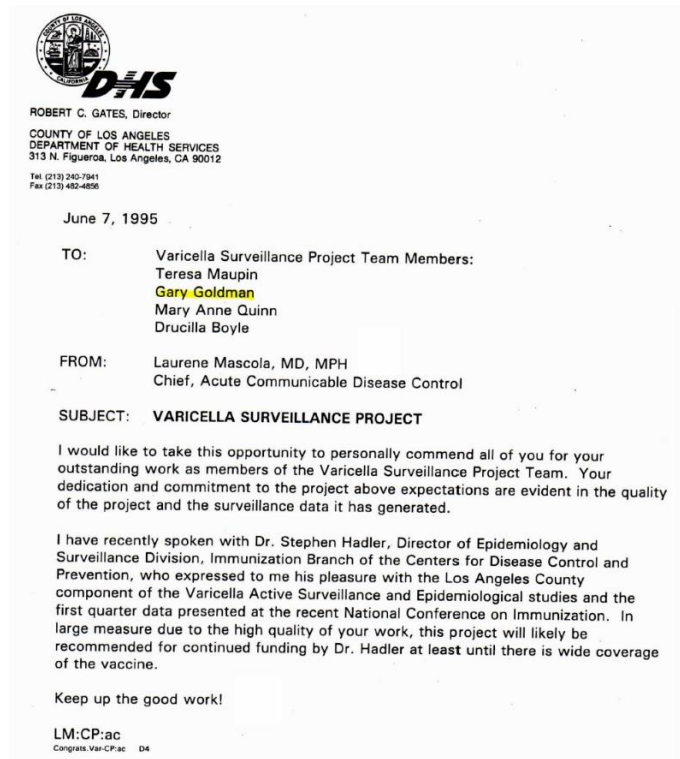 COUNTY OF LOS ANGELES
CALIFORNIA
DHS
ROBERT C. GATES, Director
COUNTY OF LOS ANGELES
DEPARTMENT OF HEALTH SERVICES
313 N. Figueroa, Los Angeles, CA 90012
Tel. (213) 240-7941
Fax (213) 482-4856
June 7, 1995
TO: Varicella Surveillance Project Team Members:
Teresa Maupin
Gary Goldman
Mary Anne Quinn
Drucilla Boyle
FROM: Laurene Mascola, MD, MPH
Chief, Acute Communicable Disease Control
SUBJECT: VARICELLA SURVEILLANCE PROJECT
I would like to take this opportunity to personally commend all of you for your
outstanding work as members of the Varicella Surveillance Project Team. Your
dedication and commitment to the project above expectations are evident in the quality
of the project and the surveillance data it has generated.
I have recently spoken with Dr. Stephen Hadler, Director of Epidemiology and
Surveillance Division, Immunization Branch of the Centers for Disease Control and
Prevention, who expressed to me his pleasure with the Los Angeles County
component of the Varicella Active Surveillance and Epidemiological studies and the
first quarter data presented at the recent National Conference on Immunization. In
large measure due to the high quality of your work, this project will likely be
recommended for continued funding by Dr. Hadler at least until there is wide coverage
of the vaccine.
Keep up the good work!
LM:CP:ac
Congrats.Var-CP:ac D4